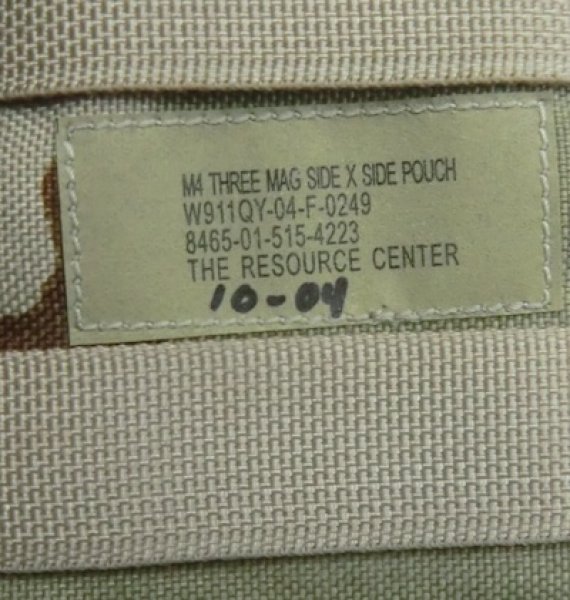 M4 THREE MAG SIDE X SIDE POUCH
W911QY-04-F-0249
8465-01-515-4223
THE RESOURCE CENTER
10-04